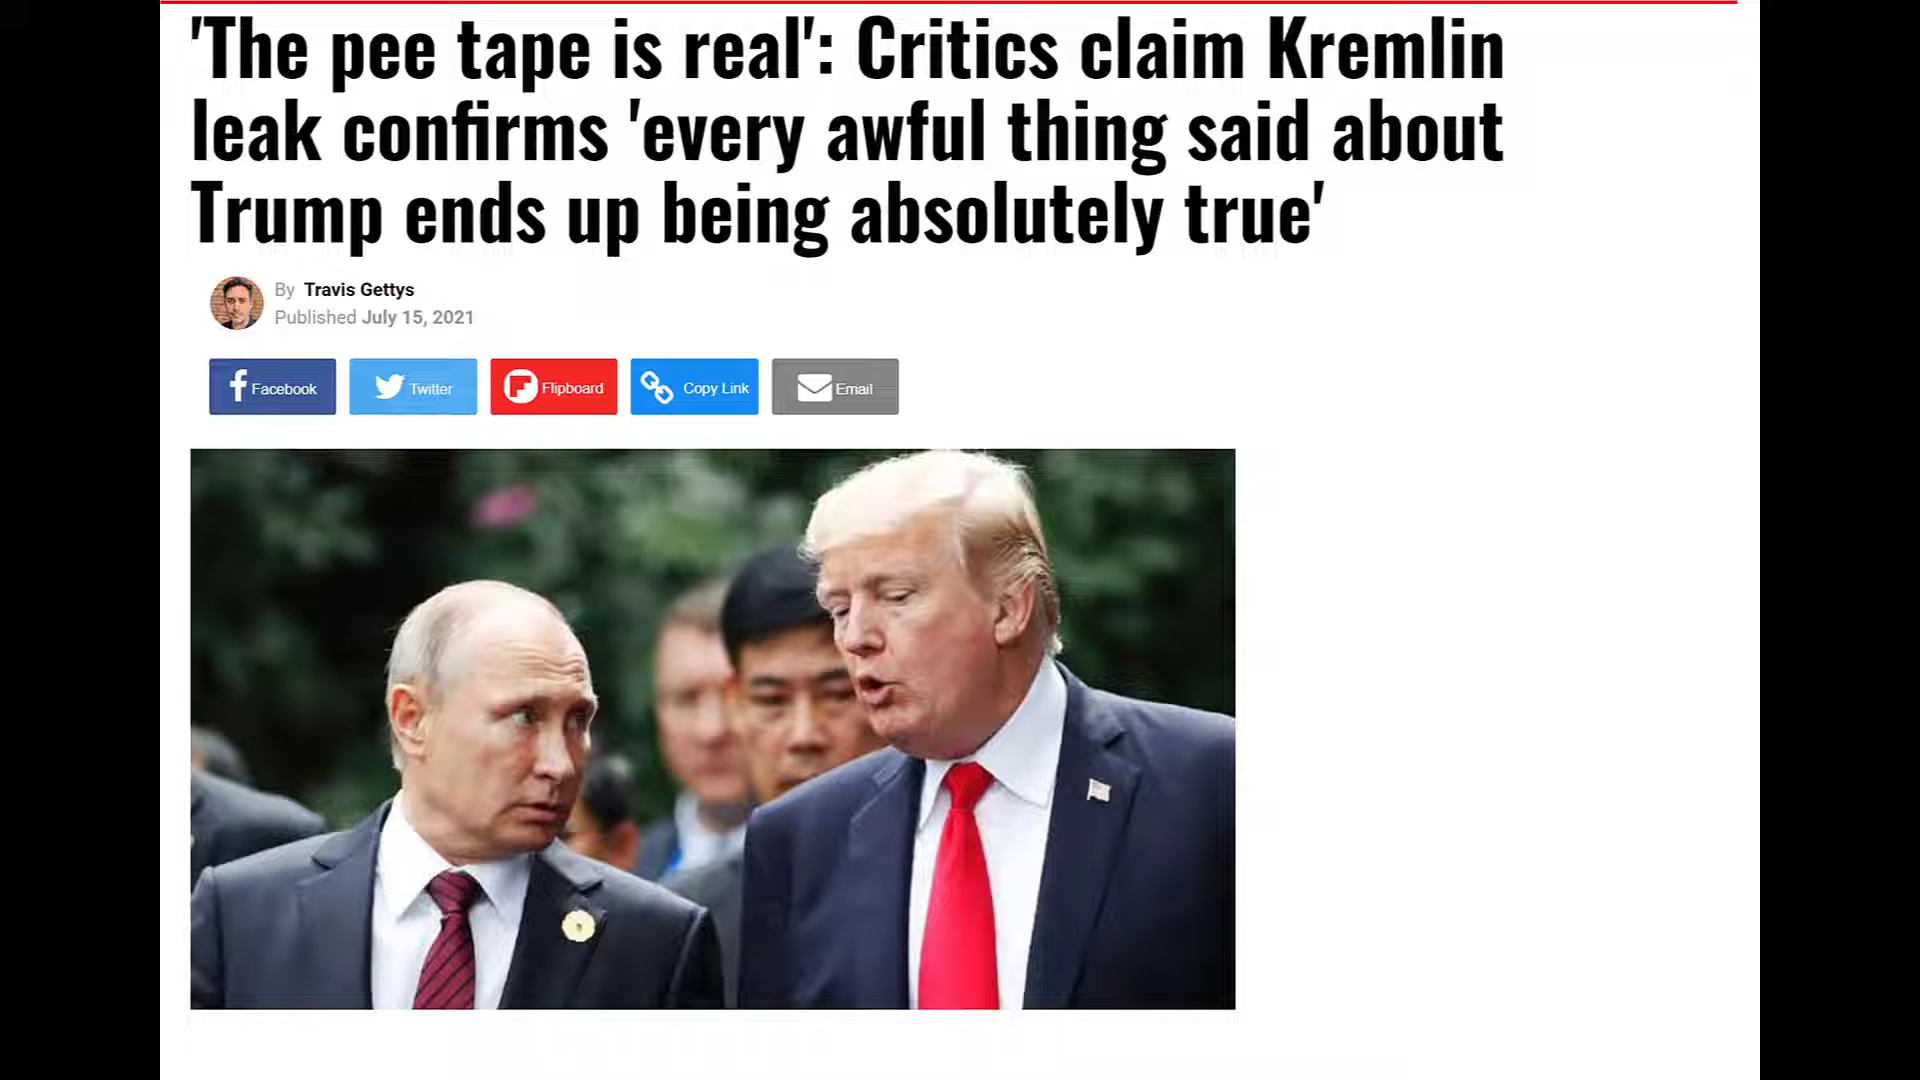 'The pee tape is real': Critics claim Kremlin
leak confirms 'every awful thing said about
Trump ends up being absolutely true'
By Travis Gettys
Published July 15, 2021
Facebook
Twitter
Flipboard
Copy Link
Email